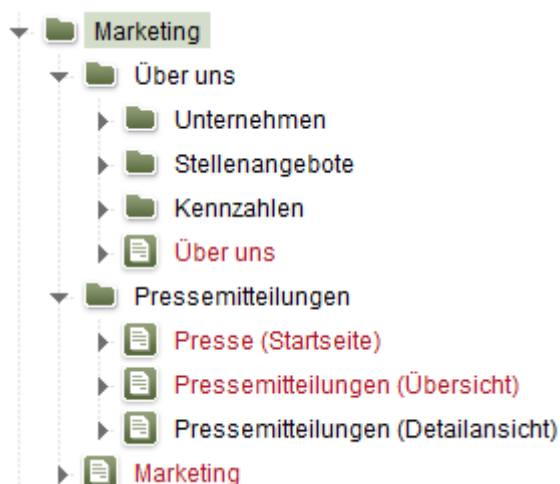 Marketing
Über uns
Unternehmen
Stellenangebote
Kennzahlen
Über uns
Pressemitteilungen
Presse (Startseite)
Pressemitteilungen (Übersicht)
Pressemitteilungen (Detailansicht)
Marketing